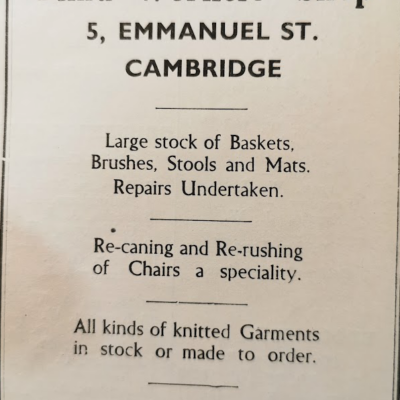 5, EMMANUEL ST.
CAMBRIDGE
Large stock of Baskets,
Brushes, Stools and Mats.
Repairs Undertaken.
Re-caning and Re-rushing
of Chairs a speciality.
All kinds of knitted Garments
in stock or made to order.